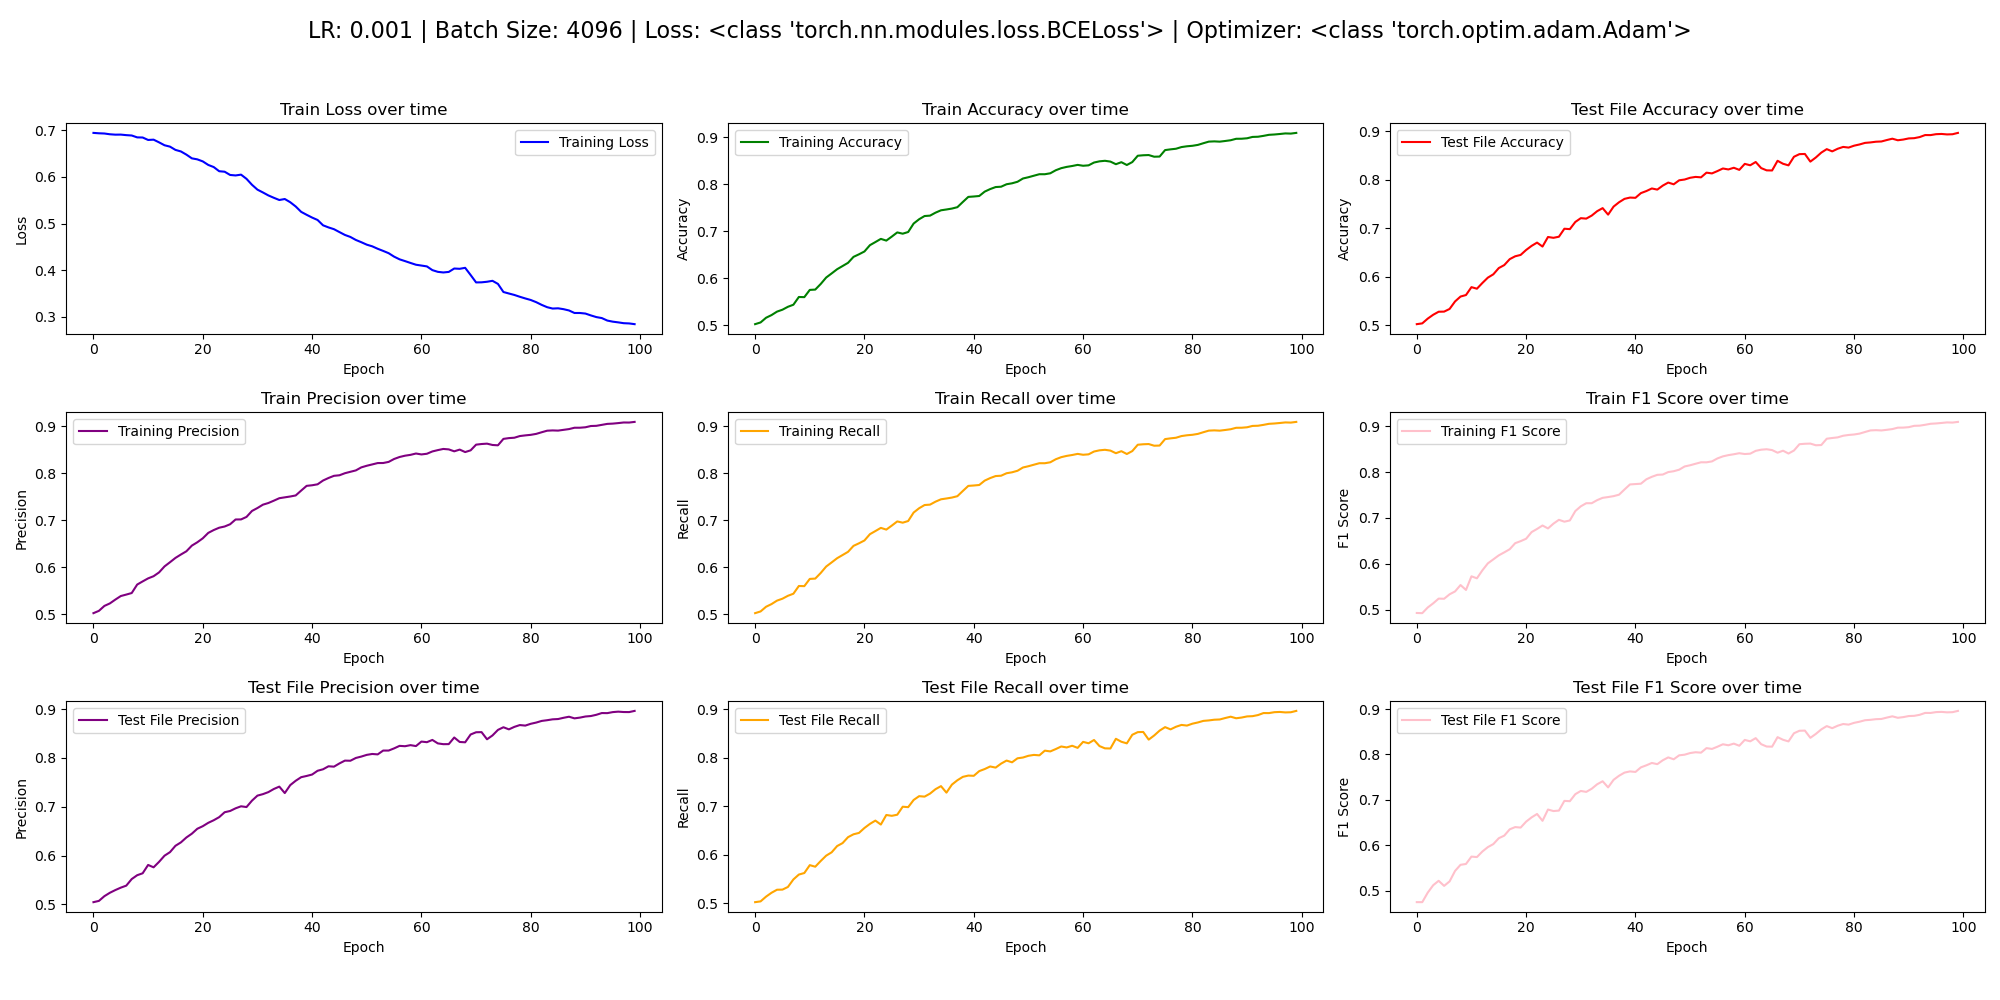 LR: 0.001 | Batch Size: 4096 | Loss: <class 'torch.nn.modules.loss.BCELoss'> | Optimizer: <class 'torch.optim.adam.Adam'>
Train Loss over time
Training Loss
0.7
0.6
0.5
0.4
0.3
Loss
0 20 40 60 80 100
Epoch
Train Accuracy over time
Training Accuracy
0.9
0.8
0.7
0.6
0.5
Accuracy
0 20 40 60 80 100
Epoch
Test File Accuracy over time
Test File Accuracy
0.9
0.8
0.7
0.6
0.5
Accuracy
0 20 40 60 80 100
Epoch
Train Precision over time
Training Precision
0.9
0.8
0.7
0.6
0.5
Precision
0 20 40 60 80 100
Epoch
Train Recall over time
Training Recall
0.9
0.8
0.7
0.6
0.5
Recall
0 20 40 60 80 100
Epoch
Train F1 Score over time
Training F1 Score
0.9
0.8
0.7
0.6
0.5
F1 Score
0 20 40 60 80 100
Epoch
Test File Precision over time
Test File Precision
0.9
0.8
0.7
0.6
0.5
Precision
0 20 40 60 80 100
Epoch
Test File Recall over time
Test File Recall
0.9
0.8
0.7
0.6
0.5
Recall
0 20 40 60 80 100
Epoch
Test File F1 Score over time
Test File F1 Score
0.9
0.8
0.7
0.6
0.5
F1 Score
0 20 40 60 80 100
Epoch